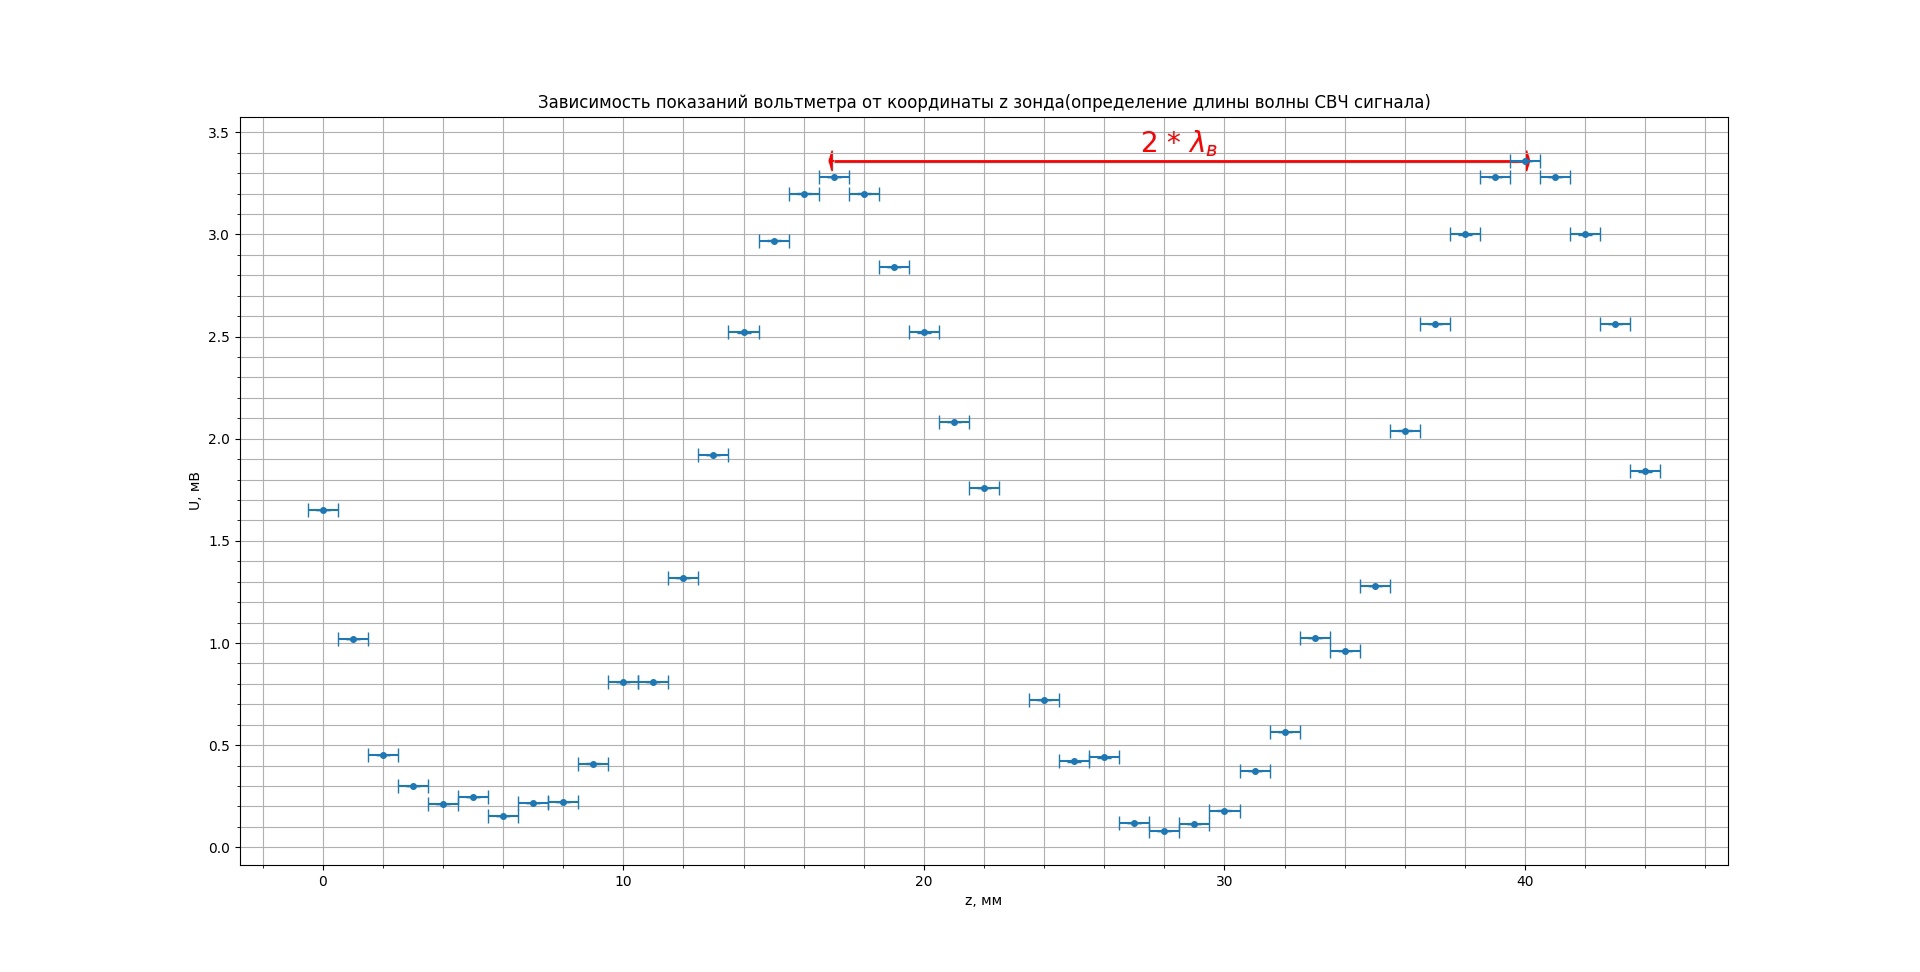 Зависимость показаний вольтметра от координаты z зонда(определение длины волны СВЧ сигнала)
2 * λв
3.5
3.0
2.5
2.0
1.5
1.0
0.5
0.0
U, мВ
0 10 20 30 40
z, мм